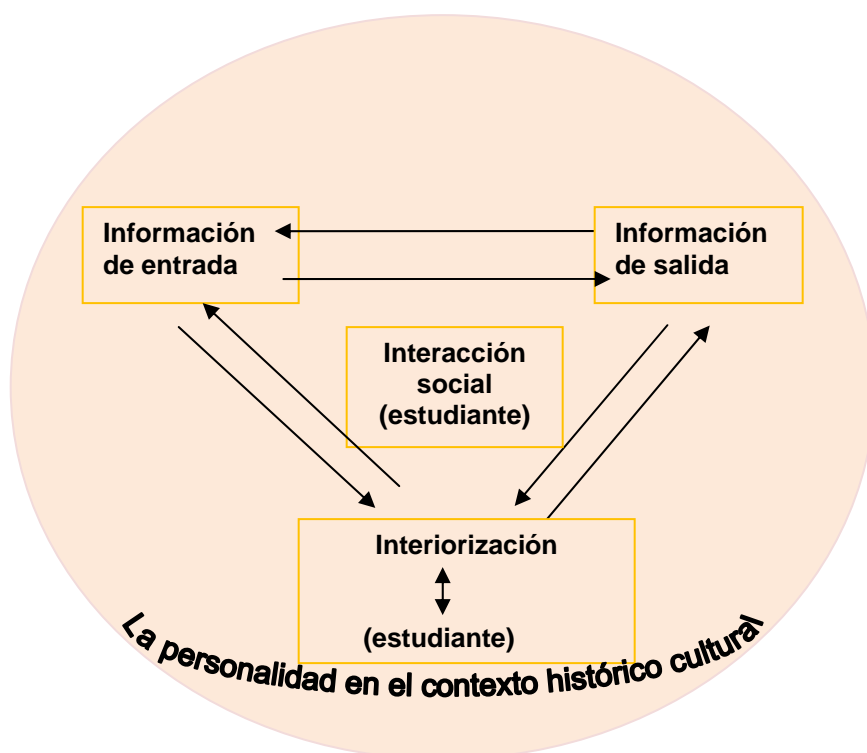 Información
de entrada
Información
de salida
Interacción
social
(estudiante)
Interiorización
(estudiante)
La personalidad en el contexto histórico cultural